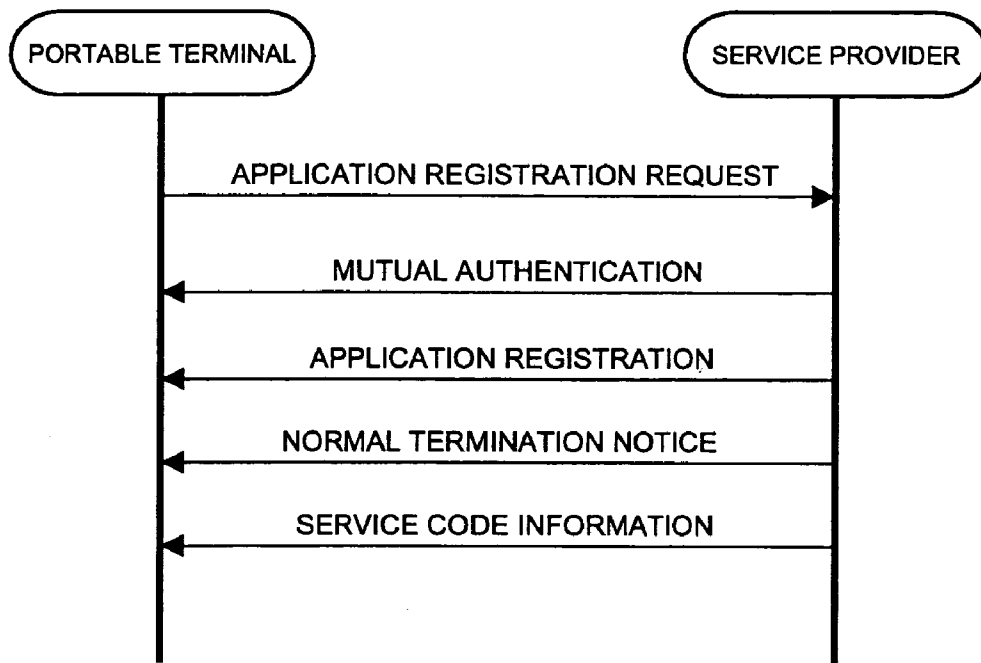 PORTABLE TERMINAL
SERVICE PROVIDER
APPLICATION REGISTRATION REQUEST
MUTUAL AUTHENTICATION
APPLICATION REGISTRATION
NORMAL TERMINATION NOTICE
SERVICE CODE INFORMATION